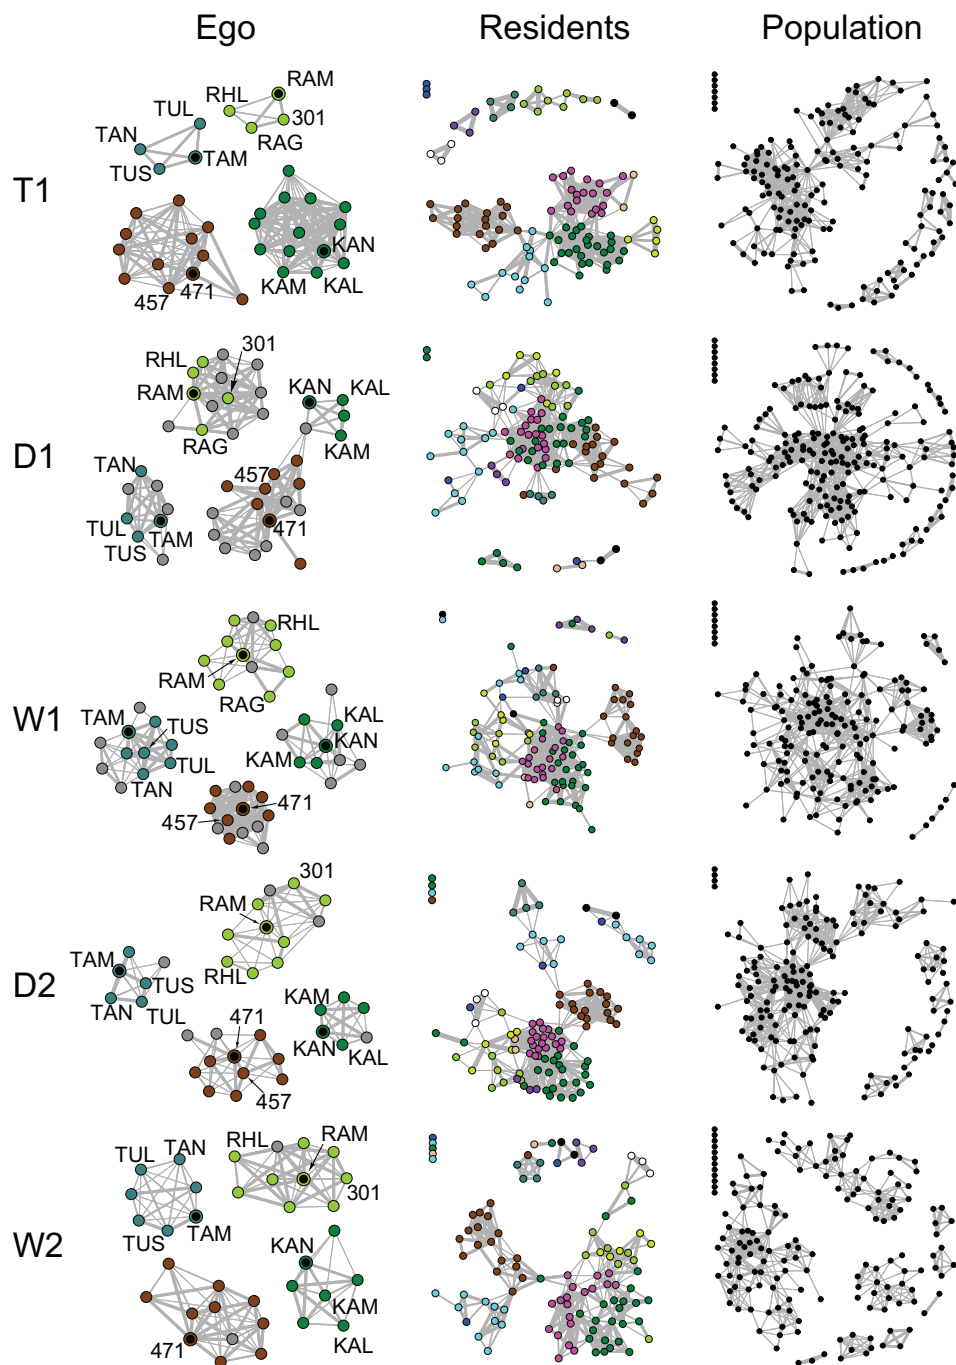 Ego Residents Population
T1
RAM
RHL
301
TUL
RAG
TAN
TAM
TUS
KAN
KAM KAL
457 471
D1
301
RHL
RAM
KAN KAL
RAG
KAM
TAN
457
TUL
TAM
TUS
471
W1
RHL
RAM
RAG
TAM
TUS
KAL
KAN
KAM
TUL
TAN
471
457
D2
301
RAM
TAM
TUS
RHL
TAN
TUL
KAM
471
KAN
KAL
457
W2
RHL RAM
TUL TAN
301
TAM
TUS
KAN
KAM
KAL
471